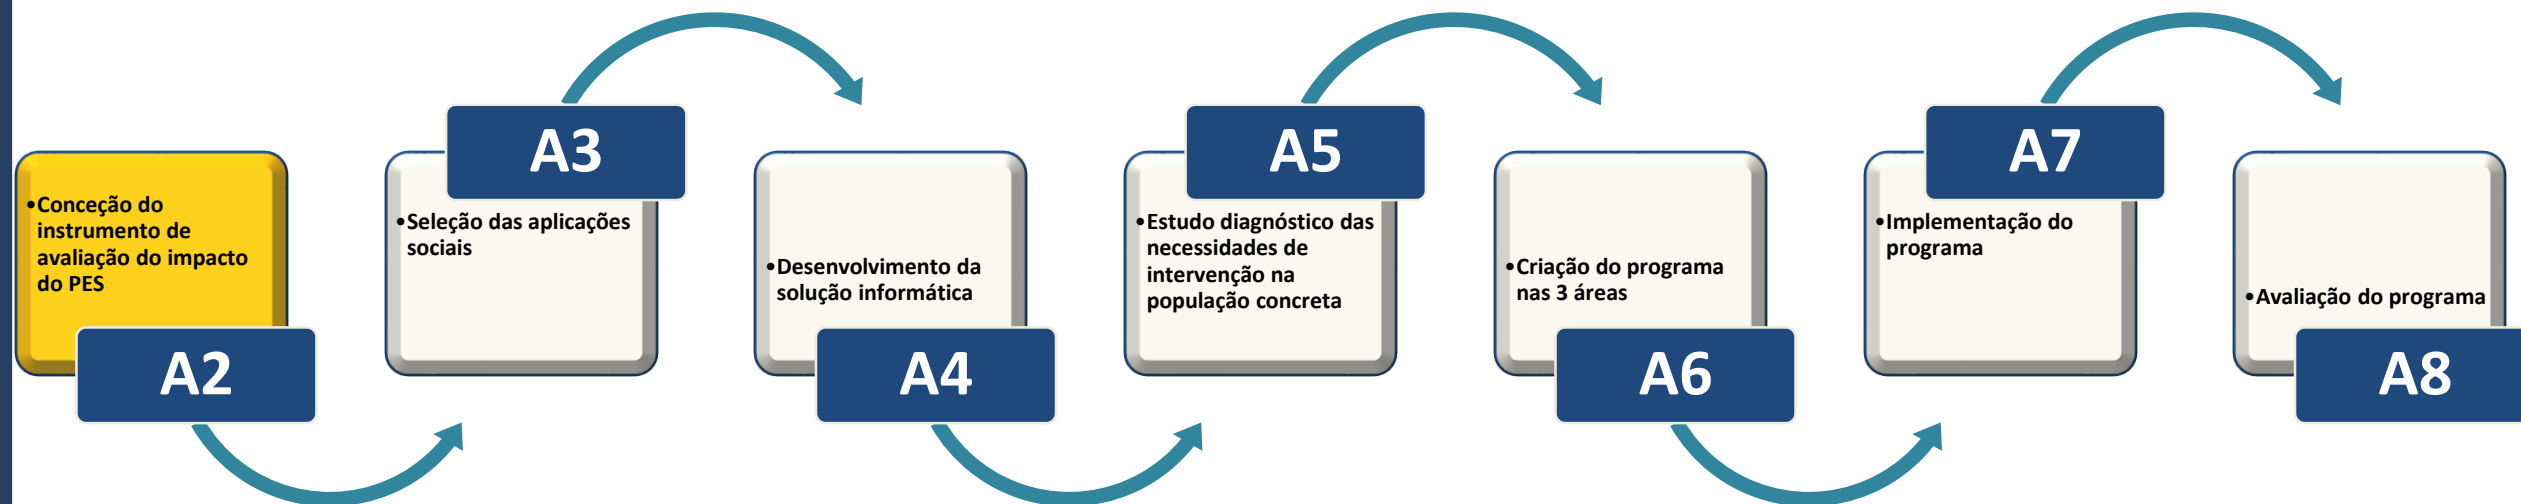 •Conceção do
instrumento de
avaliação do impacto
do PES
A2
A3
•Seleção das aplicações
sociais
•Desenvolvimento da
solução informática
A4
A5
•Estudo diagnóstico das
necessidades de
intervenção na
população concreta
•Criação do programa
nas 3 áreas
A6
A7
•Implementação do
programa
•Avaliação do programa
A8